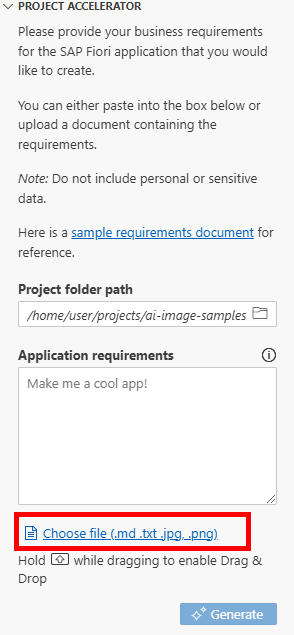 PROJECT ACCELERATOR
Please provide your business requirements
for the SAP Fiori application that you would
like to create.
You can either paste into the box below or
upload a document containing the
requirements.
Note: Do not include personal or sensitive
data.
Here is a sample requirements document for
reference.
Project folder path
/home/user/projects/ai-image-samples
Application requirements
Make me a cool app!
Choose file (.md .txt .jpg, .png)
Hold while dragging to enable Drag &
Drop
Generate